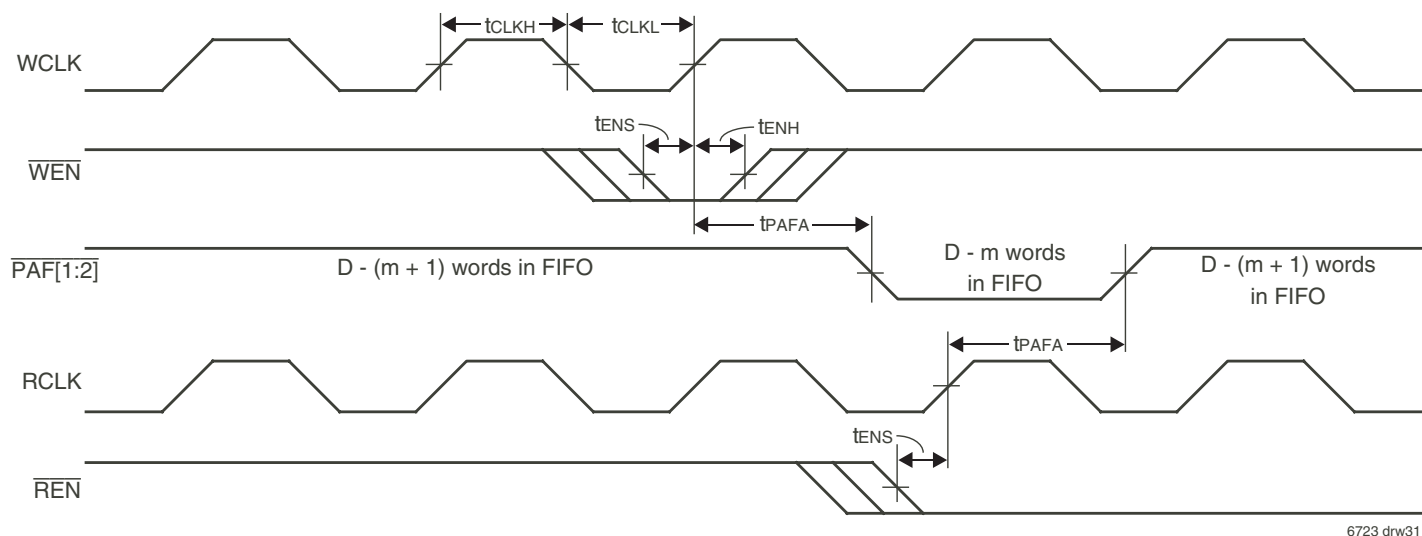 tCLKH
tCLKL
WCLK
tENS
tENH
WEN
tPAFA
PAF[1:2]
D - (m + 1) words in FIFO
D - m words
in FIFO
D - (m + 1) words
in FIFO
tPAFA
RCLK
tENS
REN
6723 drw31